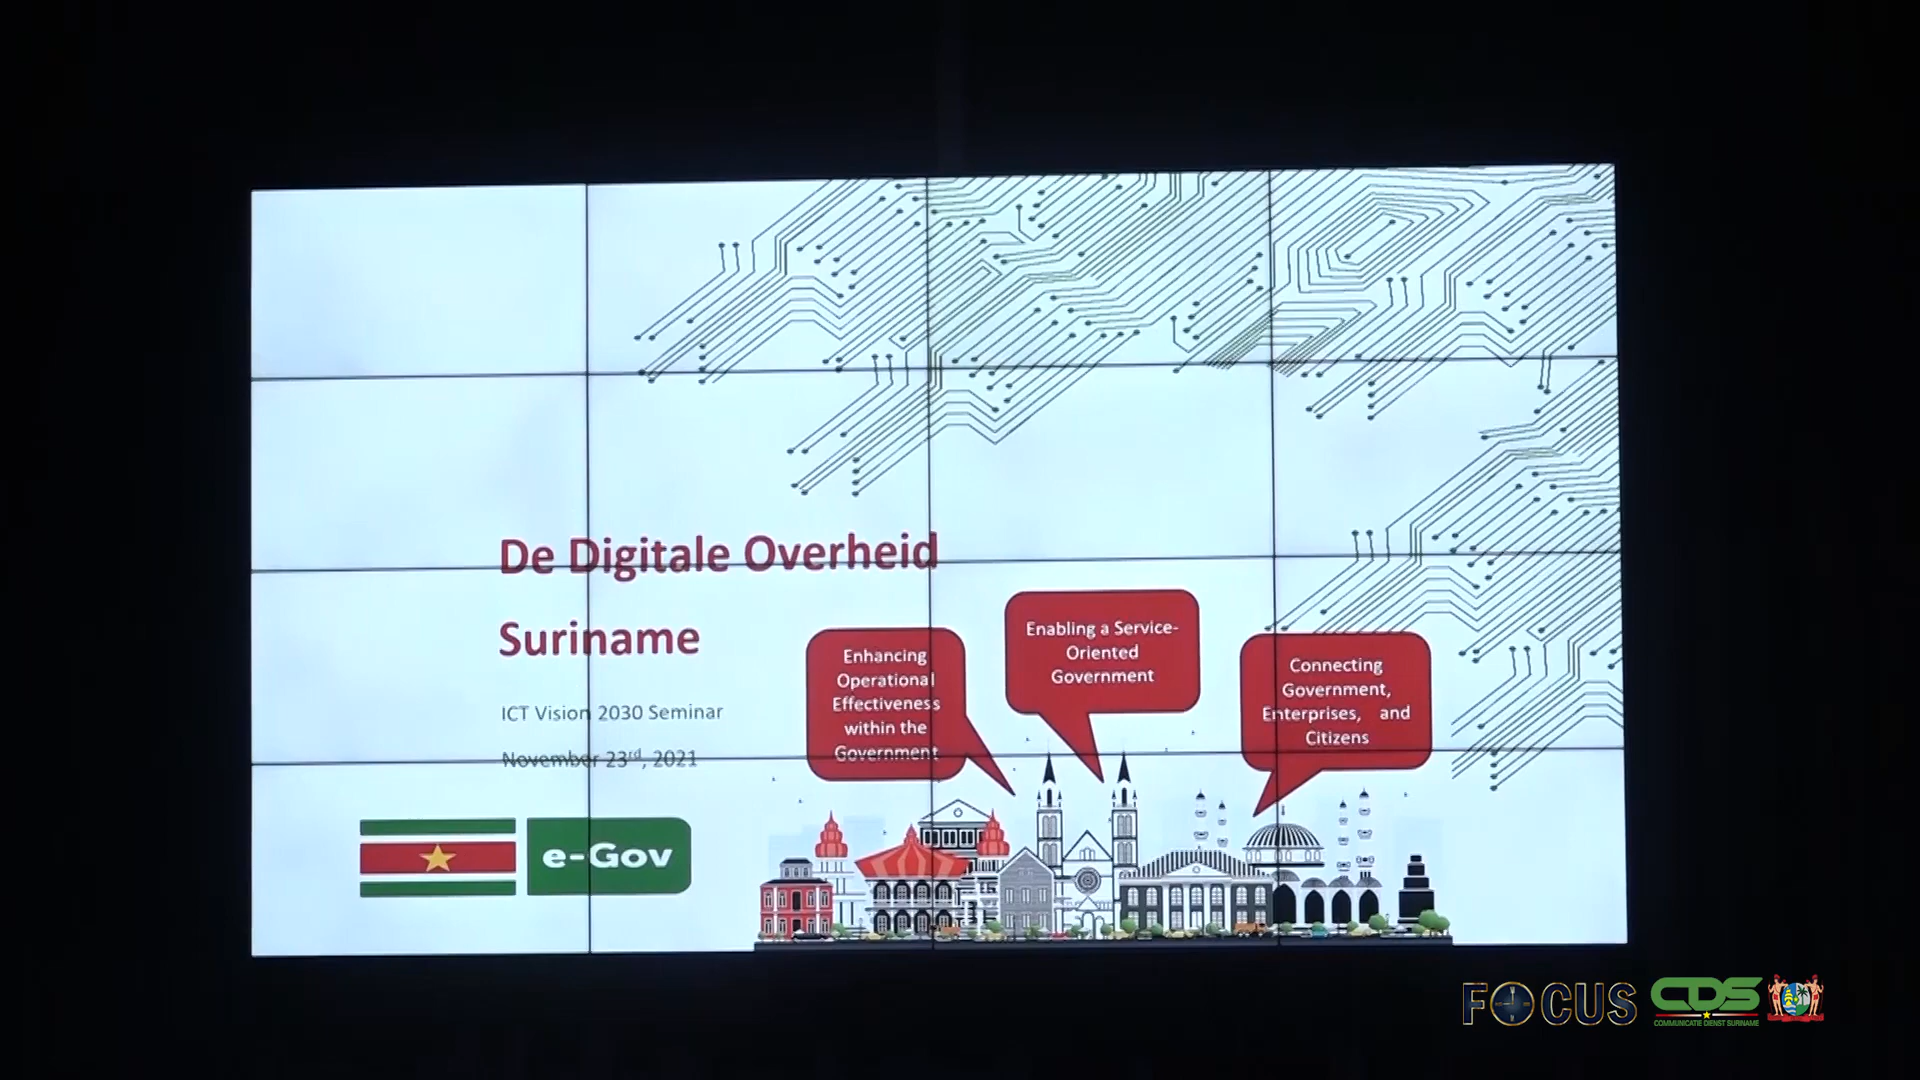 De Digitale Overheid
Suriname
ICT Vision 2030 Seminar
November 23rd, 2021
Enhancing
Operational
Effectiveness
within the
Government
Enabling a Service-
Oriented
Government
Connecting
Government,
Enterprises, and
Citizens
e-Gov
FOCUS
CDS
COMMUNICATIE DIENST SURINAME